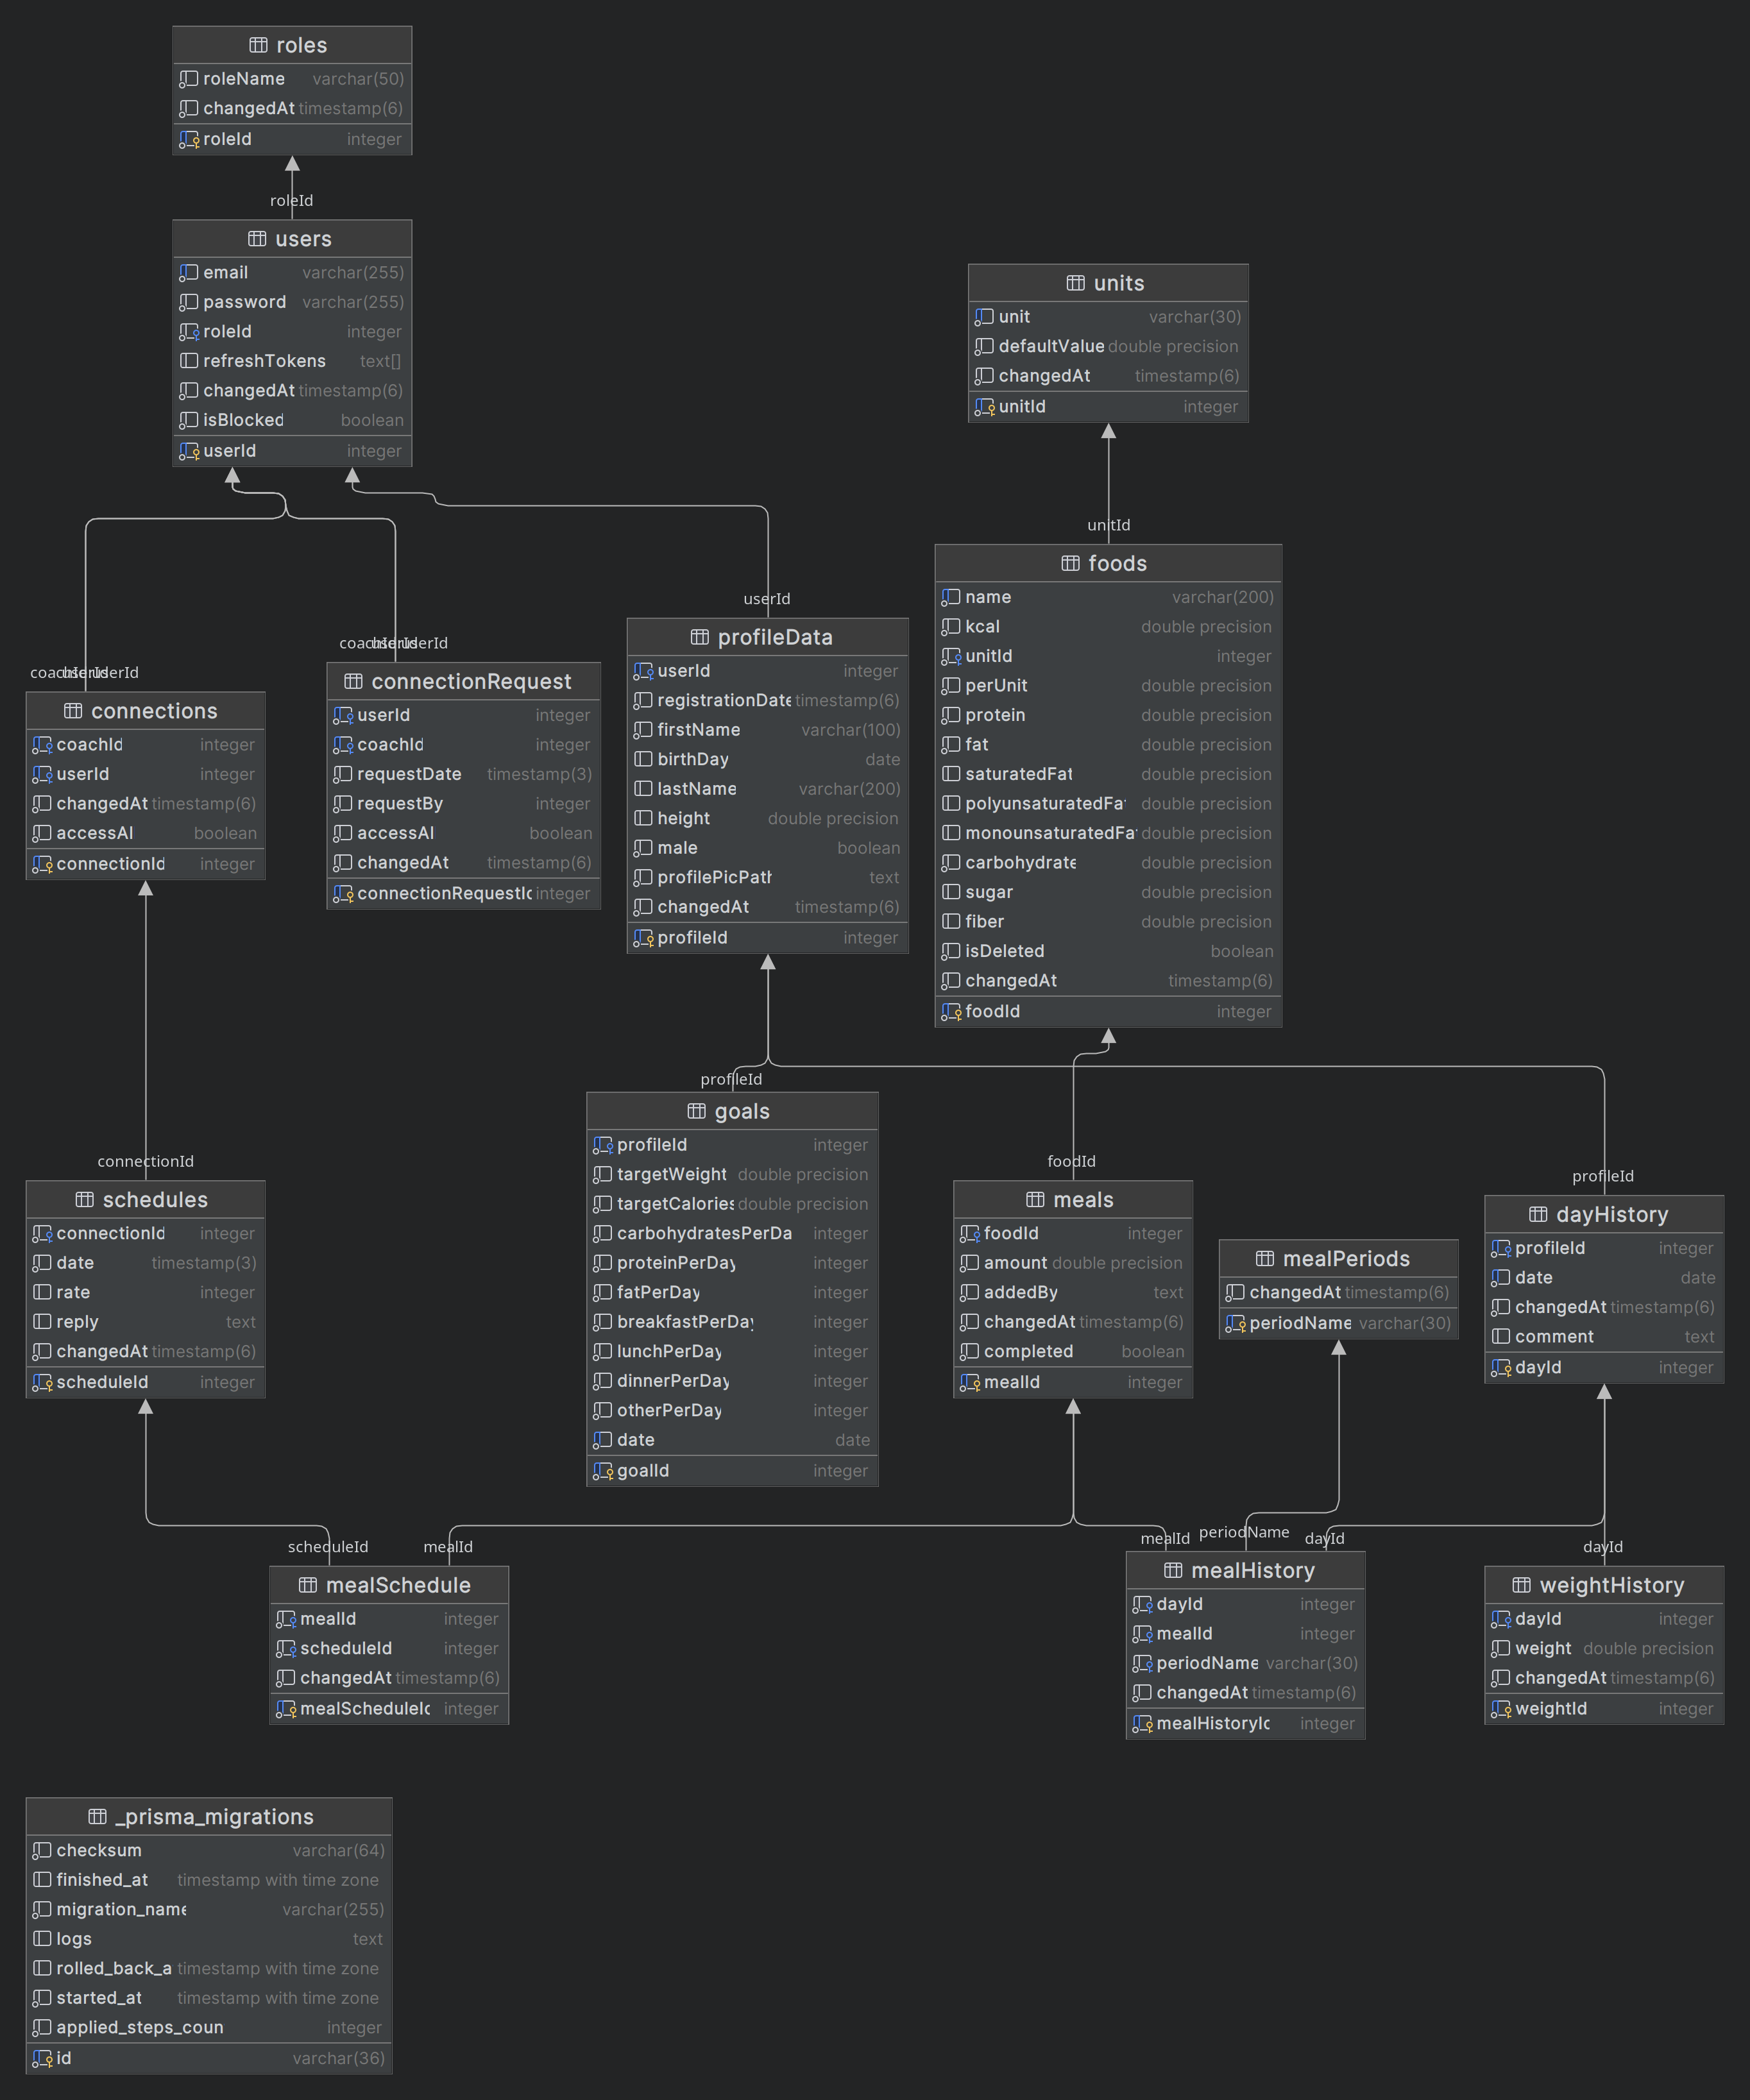 roles
roleName varchar(50)
changedAt timestamp(6)
roleId integer
roleId
users
email varchar(255)
password varchar(255)
roleId integer
refreshTokens text[]
changedAt timestamp(6)
isBlocked boolean
userId integer
units
unit varchar(30)
defaultValue double precision
changedAt timestamp(6)
unitId integer
unitId
foods
name varchar(200)
kcal double precision
unitId integer
perUnit double precision
protein double precision
fat double precision
saturatedFat double precision
polyunsaturatedFa double precision
monounsaturatedFa double precision
carbohydrate double precision
sugar double precision
fiber double precision
isDeleted boolean
changedAt timestamp(6)
foodId integer
userId
profileData
userId integer
registrationDate timestamp(6)
firstName varchar(100)
birthDay date
lastName varchar(200)
height double precision
male boolean
profilePicPath text
changedAt timestamp(6)
profileId integer
connectionRequest
userId integer
coachId integer
requestDate timestamp(3)
requestBy integer
accessAI boolean
changedAt timestamp(6)
connectionRequestId integer
connections
coachId integer
userId integer
changedAt timestamp(6)
accessAI boolean
connectionId integer
profileId
goals
profileId integer
targetWeight double precision
targetCalories double precision
carbohydratesPerDa integer
proteinPerDay integer
fatPerDay integer
breakfastPerDay integer
lunchPerDay integer
dinnerPerDay integer
otherPerDay integer
date date
goalId integer
connectionId
schedules
connectionId integer
date timestamp(3)
rate integer
reply text
changedAt timestamp(6)
scheduleId integer
foodId
meals
foodId integer
amount double precision
addedBy text
changedAt timestamp(6)
completed boolean
mealId integer
mealPeriods
changedAt timestamp(6)
periodName varchar(30)
profileId
dayHistory
profileId integer
date date
changedAt timestamp(6)
comment text
dayId integer
scheduleId mealId
mealSchedule
mealId integer
scheduleId integer
changedAt timestamp(6)
mealScheduleId integer
mealId periodName dayId
mealHistory
dayId integer
mealId integer
periodName varchar(30)
changedAt timestamp(6)
mealHistoryId integer
dayId
weightHistory
dayId integer
weight double precision
changedAt timestamp(6)
weightId integer
_prisma_migrations
checksum varchar(64)
finished_at timestamp with time zone
migration_name varchar(255)
logs text
rolled_back_a timestamp with time zone
started_at timestamp with time zone
applied_steps_coun integer
id varchar(36)